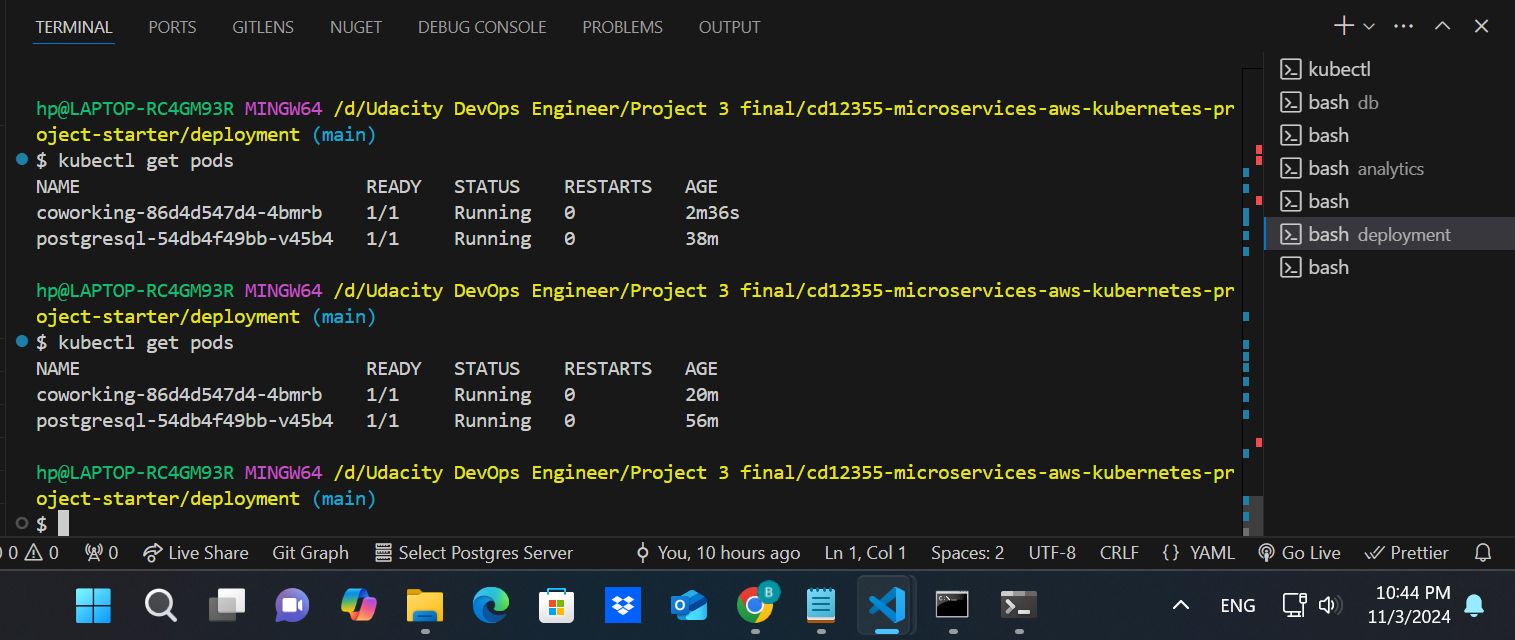 TERMINAL PORTS GITLENS NUGET DEBUG CONSOLE PROBLEMS OUTPUT
hp@LAPTOP-RC4GM93R MINGW64 /d/Udacity DevOps Engineer/Project 3 final/cd12355-microservices-aws-kubernetes-pr
oject-starter/deployment (main)
$ kubectl get pods
NAME READY STATUS RESTARTS AGE
coworking-86d4d547d4-4bmrb 1/1 Running 0 2m36s
postgresql-54db4f49bb-v45b4 1/1 Running 0 38m
hp@LAPTOP-RC4GM93R MINGW64 /d/Udacity DevOps Engineer/Project 3 final/cd12355-microservices-aws-kubernetes-pr
oject-starter/deployment (main)
$ kubectl get pods
NAME READY STATUS RESTARTS AGE
coworking-86d4d547d4-4bmrb 1/1 Running 0 20m
postgresql-54db4f49bb-v45b4 1/1 Running 0 56m
hp@LAPTOP-RC4GM93R MINGW64 /d/Udacity DevOps Engineer/Project 3 final/cd12355-microservices-aws-kubernetes-pr
oject-starter/deployment (main)
$
kubectl
bash db
bash
bash analytics
bash
bash deployment
bash
0 0 0 Live Share Git Graph Select Postgres Server You, 10 hours ago Ln 1, Col 1 Spaces: 2 UTF-8 CRLF {} YAML Go Live Prettier
B
ENG
10:44 PM
11/3/2024